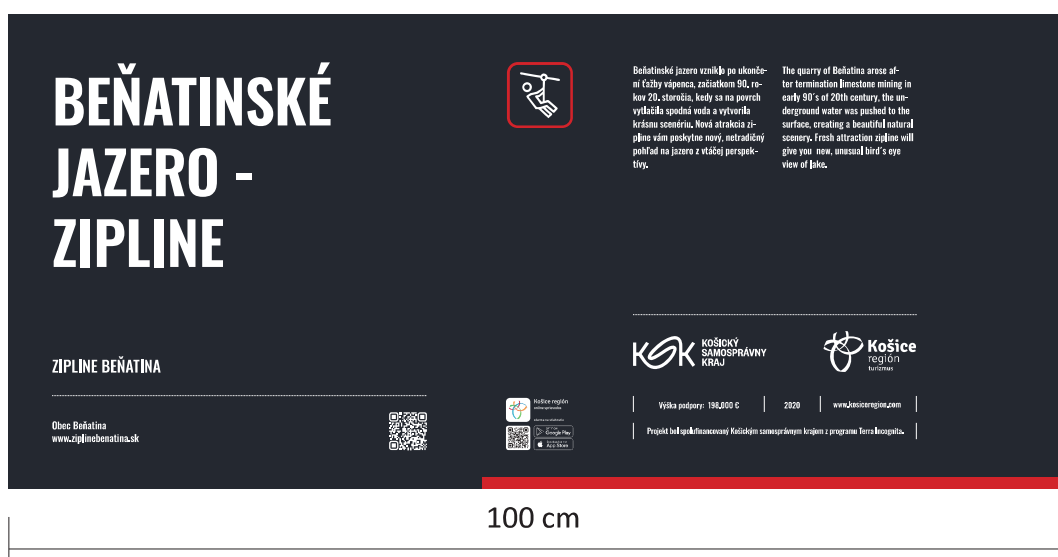 BEŇATINSKÉ
JAZERO -
ZIPLINE
ZIPLINE BEŇATINA
Obec Beňatina
www.ziplinebenatina.sk
Beňatinské jazero vzniklo po ukonče-
ní ťažby vápenca, začiatkom 90. ro-
kov 20. storočia, kedy sa na povrch
vytlačila spodná voda a vytvorila
krásnu scenériu. Nová atrakcia zi-
pline vám poskytne nový, netradičný
pohľad na jazero z vtáčej perspek-
tívy.
The quarry of Beňatina arose af-
ter termination limestone mining in
early 90´s of 20th century, the un-
derground water was pushed to the
surface, creating a beautiful natural
scenery. Fresh attraction zipline will
give you new, unusual bird´s eye
view of lake.
KSK KOŠICKÝ
SAMOSPRÁVNY
KRAJ
Košice
región
turizmus
Košice región
Google Play
App Store
Výška podpory: 198.000 €
2020
www.kosiceregion.com
Projekt bol spolufinancovaný Košickým samosprávnym krajom z programu Terra Incognita.
100 cm